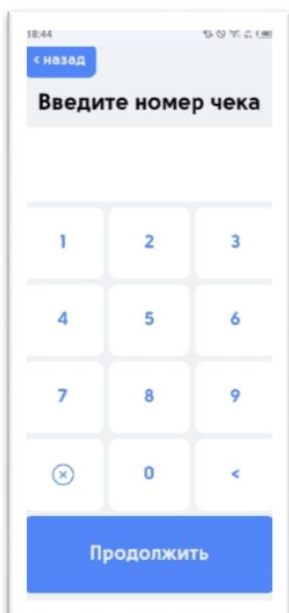 18:44
< назад
Введите номер чека
1 2 3
4 5 6
7 8 9
0 <
Продолжить